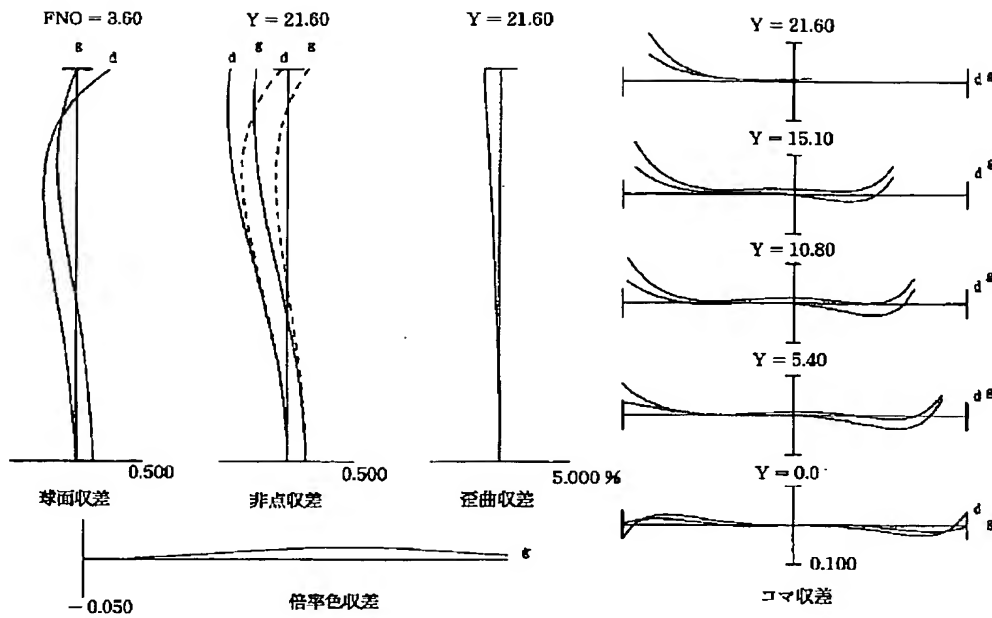 FNO = 3.60
g
d
0.500
球面収差
Y = 21.60
d g d g
0.500
非点収差
Y = 21.60
5.000 %
歪曲収差
g
−0.050
倍率色収差
Y = 21.60
d g
Y = 15.10
d g
Y = 10.80
d g
Y = 5.40
d g
Y = 0.0
d
g
0.100
コマ収差